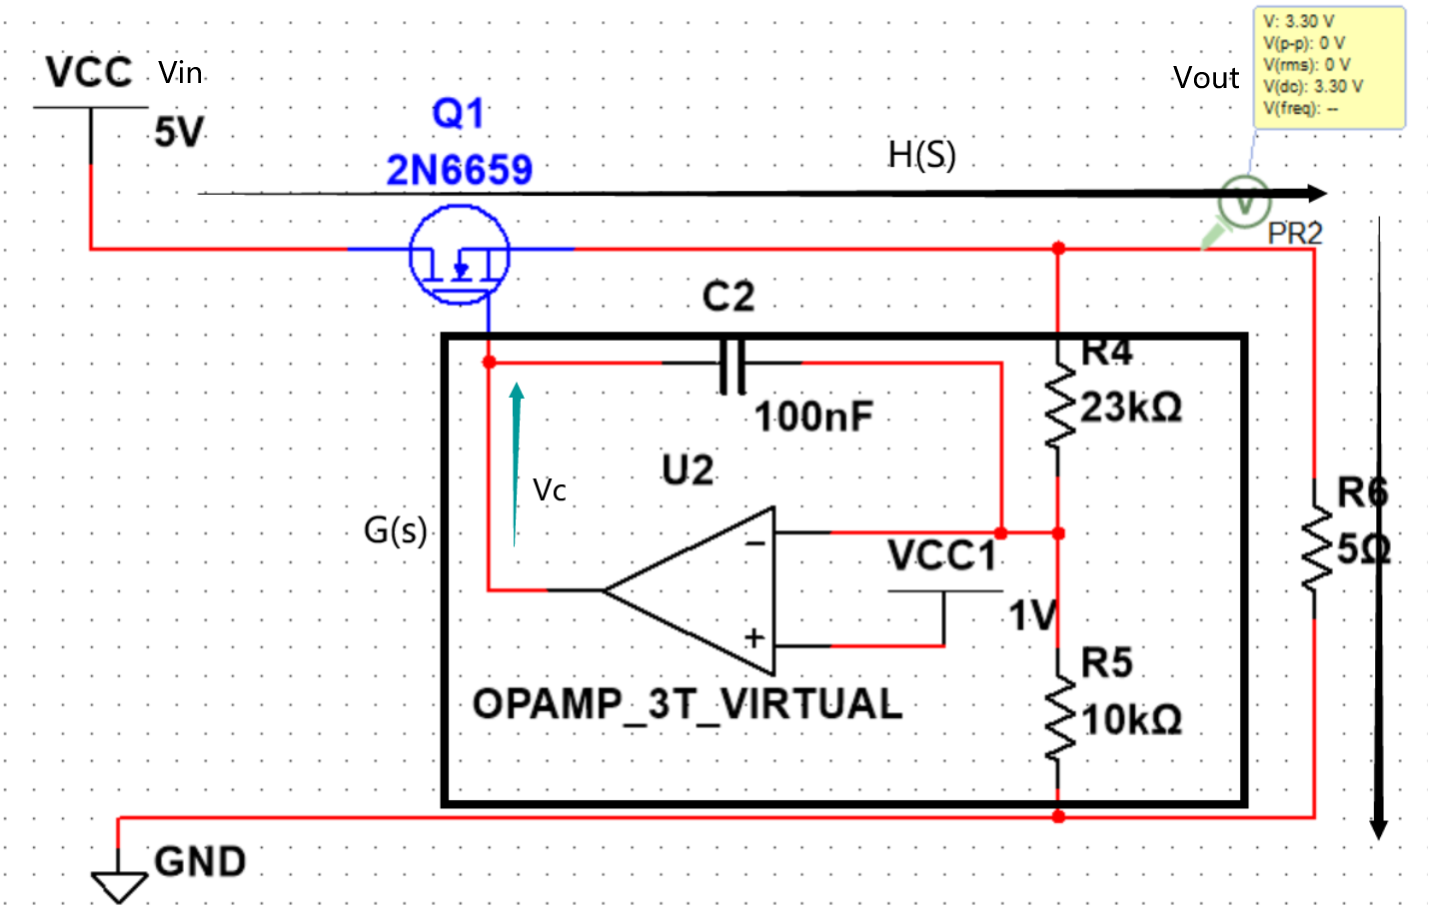 VCC Vin
5V
Q1
2N6659
H(S)
Vout
V: 3.30 V
V(p-p): 0 V
V(rms): 0 V
V(dc): 3.30 V
V(freq): --
V
PR2
C2
100nF
R4
23kΩ
U2
Vc
G(s)
−
+
VCC1
1V
R6
5Ω
R5
10kΩ
OPAMP_3T_VIRTUAL
GND